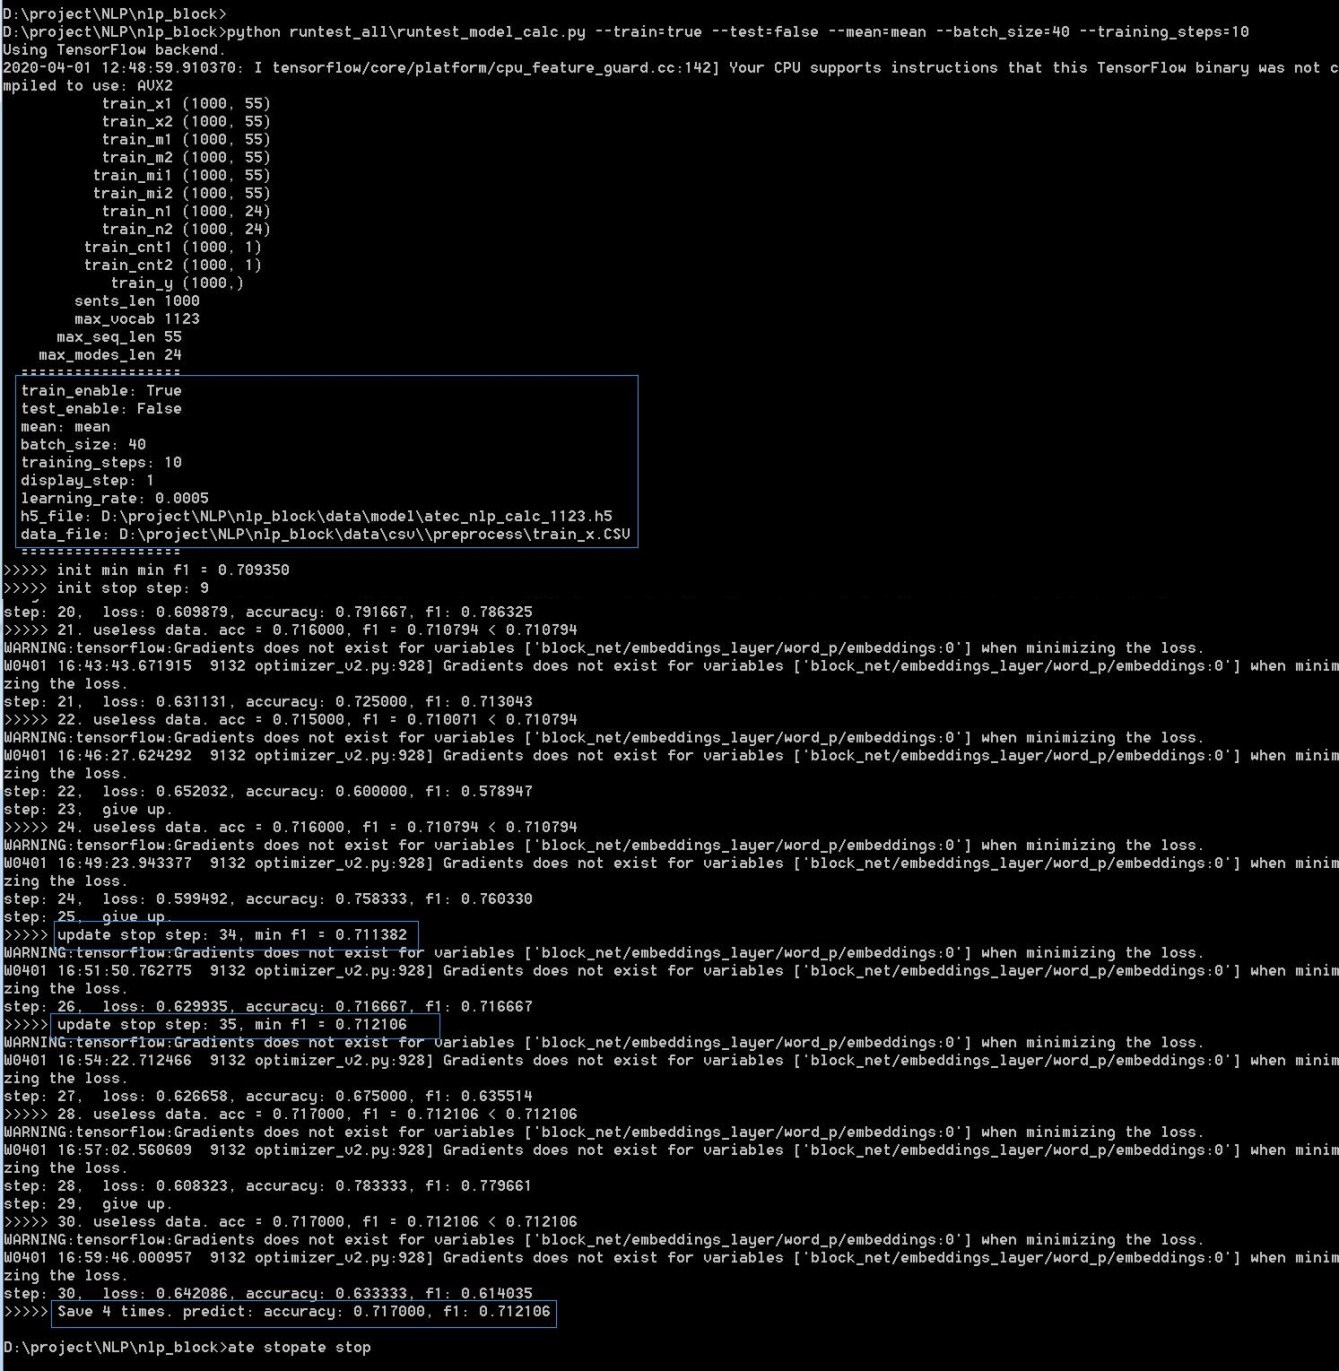 D:\project\NLP\nlp_block>
D:\project\NLP\nlp_block>python runtest_all\runtest_model_calc.py --train=true --test=false --mean=mean --batch_size=40 --training_steps=10
Using TensorFlow backend.
2020-04-01 12:48:59.910370: I tensorflow/core/platform/cpu_feature_guard.cc:142] Your CPU supports instructions that this TensorFlow binary was not c
mpiled to use: AVX2
train_x1 (1000, 55)
train_x2 (1000, 55)
train_m1 (1000, 55)
train_m2 (1000, 55)
train_mi1 (1000, 55)
train_mi2 (1000, 55)
train_n1 (1000, 24)
train_n2 (1000, 24)
train_cnt1 (1000, 1)
train_cnt2 (1000, 1)
train_y (1000,)
sents_len 1000
max_vocab 1123
max_seq_len 55
max_modes_len 24
------------------
train_enable: True
test_enable: False
mean: mean
batch_size: 40
training_steps: 10
display_step: 1
learning_rate: 0.0005
h5_file: D:\project\NLP\nlp_block\data\model\atec_nlp_calc_1123.h5
data_file: D:\project\NLP\nlp_block\data\csv\\preprocess\train_x.CSV
------------------
>>>>> init min min f1 = 0.709350
>>>>> init stop step: 9
step: 20,  loss: 0.609879, accuracy: 0.791667, f1: 0.786325
>>>>> 21. useless data. acc = 0.716000, f1 = 0.710794 < 0.710794
WARNING:tensorflow:Gradients does not exist for variables ['block_net/embeddings_layer/word_p/embeddings:0'] when minimizing the loss.
W0401 16:43:43.671915  9132 optimizer_v2.py:928] Gradients does not exist for variables ['block_net/embeddings_layer/word_p/embeddings:0'] when minim
zing the loss.
step: 21,  loss: 0.631131, accuracy: 0.725000, f1: 0.713043
>>>>> 22. useless data. acc = 0.715000, f1 = 0.710071 < 0.710794
WARNING:tensorflow:Gradients does not exist for variables ['block_net/embeddings_layer/word_p/embeddings:0'] when minimizing the loss.
W0401 16:46:27.624292  9132 optimizer_v2.py:928] Gradients does not exist for variables ['block_net/embeddings_layer/word_p/embeddings:0'] when minim
zing the loss.
step: 22,  loss: 0.652032, accuracy: 0.600000, f1: 0.578947
step: 23,  give up.
>>>>> 24. useless data. acc = 0.716000, f1 = 0.710794 < 0.710794
WARNING:tensorflow:Gradients does not exist for variables ['block_net/embeddings_layer/word_p/embeddings:0'] when minimizing the loss.
W0401 16:49:23.943377  9132 optimizer_v2.py:928] Gradients does not exist for variables ['block_net/embeddings_layer/word_p/embeddings:0'] when minim
zing the loss.
step: 24,  loss: 0.599492, accuracy: 0.758333, f1: 0.760330
step: 25,  give up.
>>>>> update stop step: 34, min f1 = 0.711382
WARNING:tensorflow:Gradients does not exist for variables ['block_net/embeddings_layer/word_p/embeddings:0'] when minimizing the loss.
W0401 16:51:50.762775  9132 optimizer_v2.py:928] Gradients does not exist for variables ['block_net/embeddings_layer/word_p/embeddings:0'] when minim
zing the loss.
step: 26,  loss: 0.629935, accuracy: 0.716667, f1: 0.716667
>>>>> update stop step: 35, min f1 = 0.712106
WARNING:tensorflow:Gradients does not exist for variables ['block_net/embeddings_layer/word_p/embeddings:0'] when minimizing the loss.
W0401 16:54:22.712466  9132 optimizer_v2.py:928] Gradients does not exist for variables ['block_net/embeddings_layer/word_p/embeddings:0'] when minim
zing the loss.
step: 27,  loss: 0.626658, accuracy: 0.675000, f1: 0.635514
>>>>> 28. useless data. acc = 0.717000, f1 = 0.712106 < 0.712106
WARNING:tensorflow:Gradients does not exist for variables ['block_net/embeddings_layer/word_p/embeddings:0'] when minimizing the loss.
W0401 16:57:02.560609  9132 optimizer_v2.py:928] Gradients does not exist for variables ['block_net/embeddings_layer/word_p/embeddings:0'] when minim
zing the loss.
step: 28,  loss: 0.608323, accuracy: 0.783333, f1: 0.779661
step: 29,  give up.
>>>>> 30. useless data. acc = 0.717000, f1 = 0.712106 < 0.712106
WARNING:tensorflow:Gradients does not exist for variables ['block_net/embeddings_layer/word_p/embeddings:0'] when minimizing the loss.
W0401 16:59:46.000957  9132 optimizer_v2.py:928] Gradients does not exist for variables ['block_net/embeddings_layer/word_p/embeddings:0'] when minim
zing the loss.
step: 30,  loss: 0.642086, accuracy: 0.633333, f1: 0.614035
>>>>> Save 4 times. predict: accuracy: 0.717000, f1: 0.712106
D:\project\NLP\nlp_block>ate stopate stop